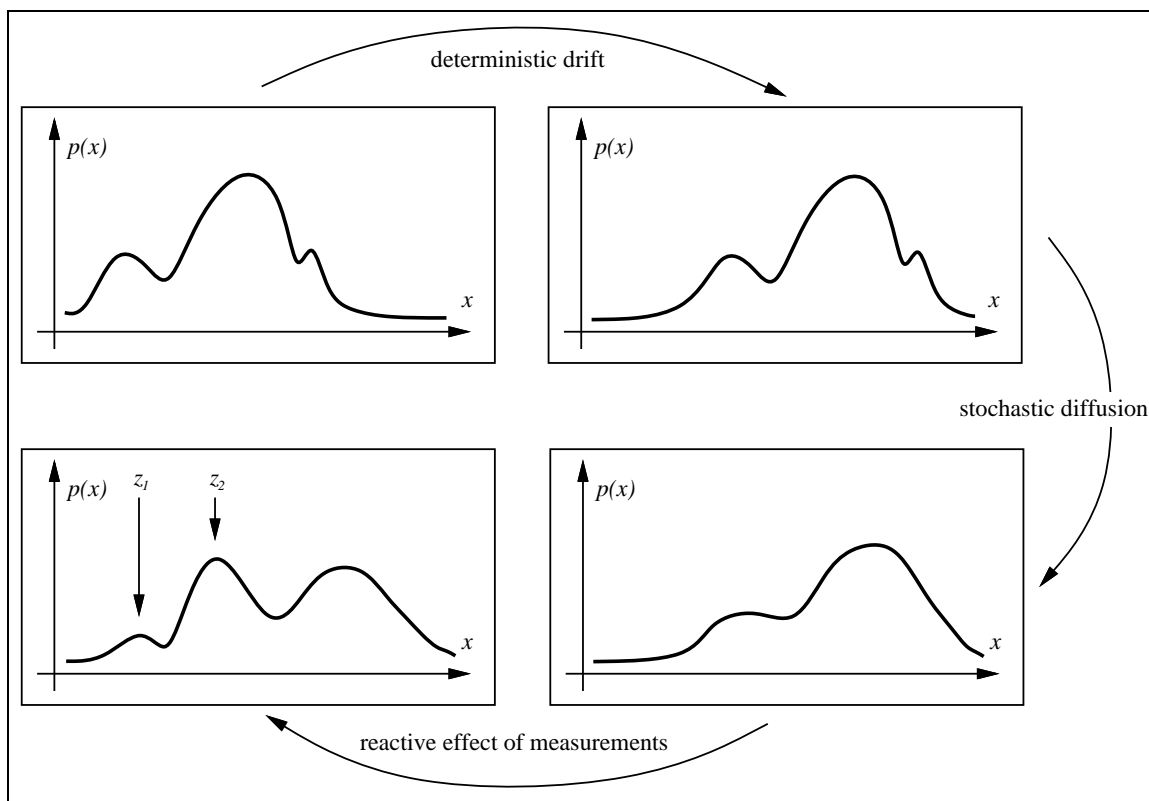 deterministic drift
p(x)
x
p(x)
x
stochastic diffusion
p(x)
z₁
z₂
x
p(x)
x
reactive effect of measurements